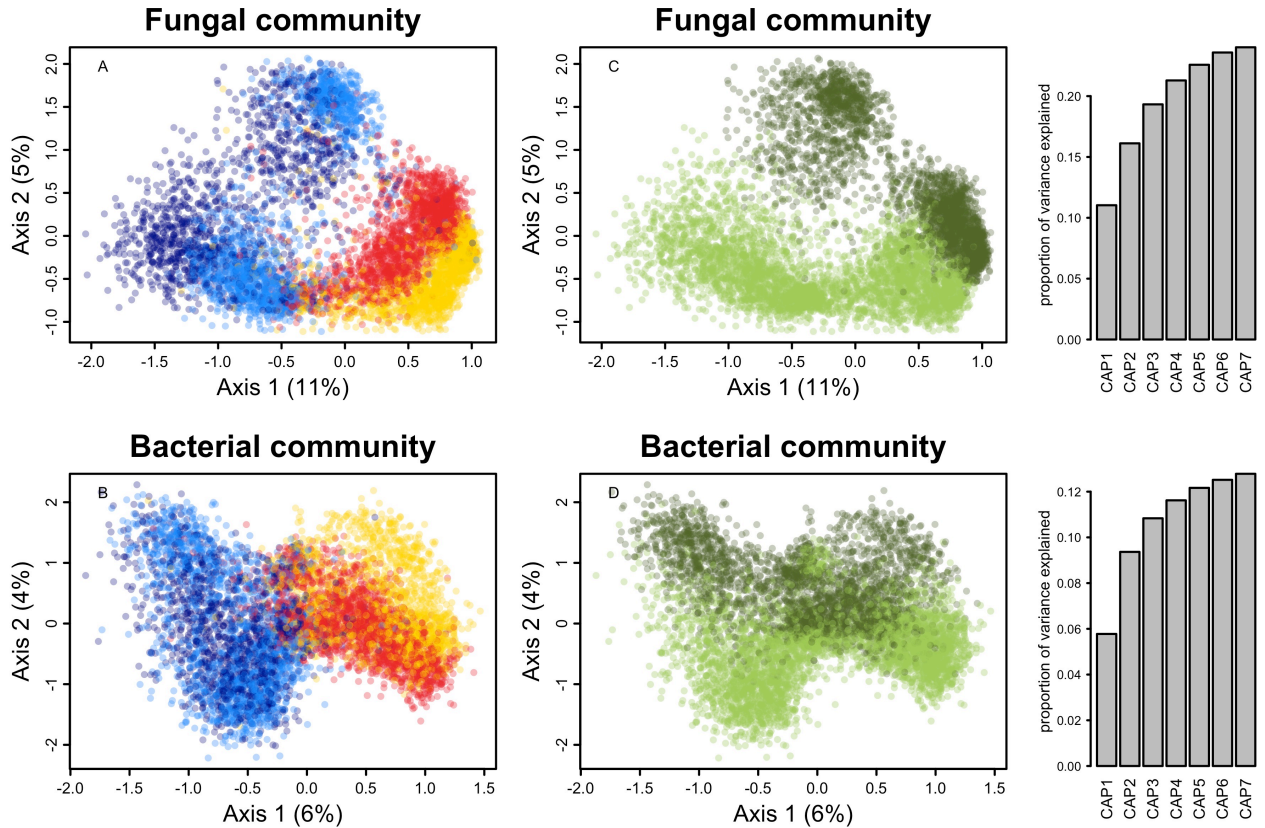 Fungal community
Fungal community
A
C
Axis 2 (5%)
2.0
1.5
1.0
0.5
0.0
-0.5
-1.0
-2.0 -1.5 -1.0 -0.5 0.0 0.5 1.0
Axis 1 (11%)
Axis 2 (5%)
2.0
1.5
1.0
0.5
0.0
-0.5
-1.0
-2.0 -1.5 -1.0 -0.5 0.0 0.5 1.0
Axis 1 (11%)
proportion of variance explained
0.20
0.15
0.10
0.05
0.00
CAP1 CAP2 CAP3 CAP4 CAP5 CAP6 CAP7
Bacterial community
Bacterial community
B
D
Axis 2 (4%)
2
1
0
-1
-2
-2.0 -1.5 -1.0 -0.5 0.0 0.5 1.0 1.5
Axis 1 (6%)
Axis 2 (4%)
2
1
0
-1
-2
-2.0 -1.5 -1.0 -0.5 0.0 0.5 1.0 1.5
Axis 1 (6%)
proportion of variance explained
0.12
0.10
0.08
0.06
0.04
0.02
0.00
CAP1 CAP2 CAP3 CAP4 CAP5 CAP6 CAP7